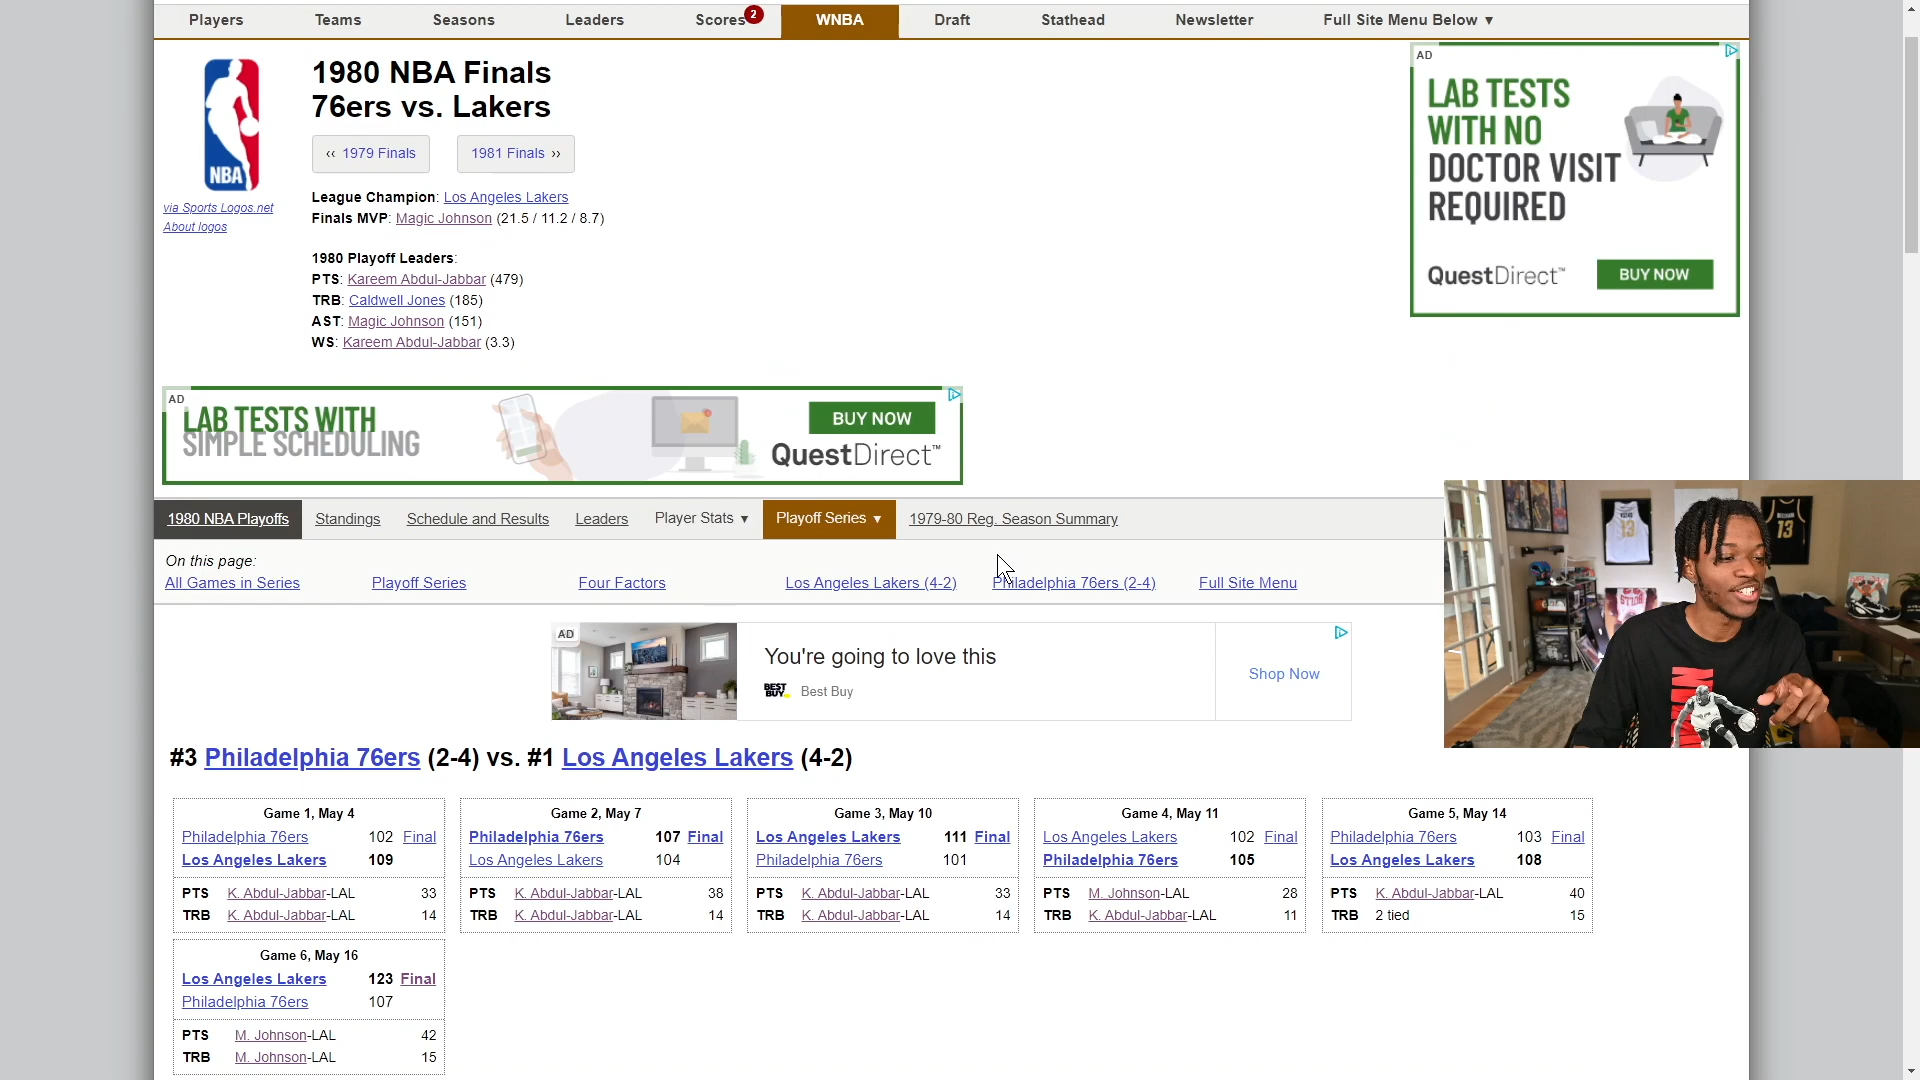 Players Teams Seasons Leaders Scores 2 WNBA Draft Stathead Newsletter Full Site Menu Below ▼
1980 NBA Finals
76ers vs. Lakers
‹‹ 1979 Finals 1981 Finals ››
NBA
via Sports Logos.net
About logos
League Champion: Los Angeles Lakers
Finals MVP: Magic Johnson (21.5 / 11.2 / 8.7)
1980 Playoff Leaders:
PTS: Kareem Abdul-Jabbar (479)
TRB: Caldwell Jones (185)
AST: Magic Johnson (151)
WS: Kareem Abdul-Jabbar (3.3)
AD
LAB TESTS
WITH NO
DOCTOR VISIT
REQUIRED
QuestDirect™ BUY NOW
AD
LAB TESTS WITH
SIMPLE SCHEDULING
BUY NOW
QuestDirect™
1980 NBA Playoffs Standings Schedule and Results Leaders Player Stats ▼ Playoff Series ▼ 1979-80 Reg. Season Summary
On this page:
All Games in Series Playoff Series Four Factors Los Angeles Lakers (4-2) Philadelphia 76ers (2-4) Full Site Menu
AD
You're going to love this
BEST BUY Best Buy
Shop Now
13
13
#3 Philadelphia 76ers (2-4) vs. #1 Los Angeles Lakers (4-2)
Game 1, May 4
Philadelphia 76ers 102 Final
Los Angeles Lakers 109
PTS K. Abdul-Jabbar-LAL 33
TRB K. Abdul-Jabbar-LAL 14
Game 2, May 7
Philadelphia 76ers 107 Final
Los Angeles Lakers 104
PTS K. Abdul-Jabbar-LAL 38
TRB K. Abdul-Jabbar-LAL 14
Game 3, May 10
Los Angeles Lakers 111 Final
Philadelphia 76ers 101
PTS K. Abdul-Jabbar-LAL 33
TRB K. Abdul-Jabbar-LAL 14
Game 4, May 11
Los Angeles Lakers 102 Final
Philadelphia 76ers 105
PTS M. Johnson-LAL 28
TRB K. Abdul-Jabbar-LAL 11
Game 5, May 14
Philadelphia 76ers 103 Final
Los Angeles Lakers 108
PTS K. Abdul-Jabbar-LAL 40
TRB 2 tied 15
Game 6, May 16
Los Angeles Lakers 123 Final
Philadelphia 76ers 107
PTS M. Johnson-LAL 42
TRB M. Johnson-LAL 15